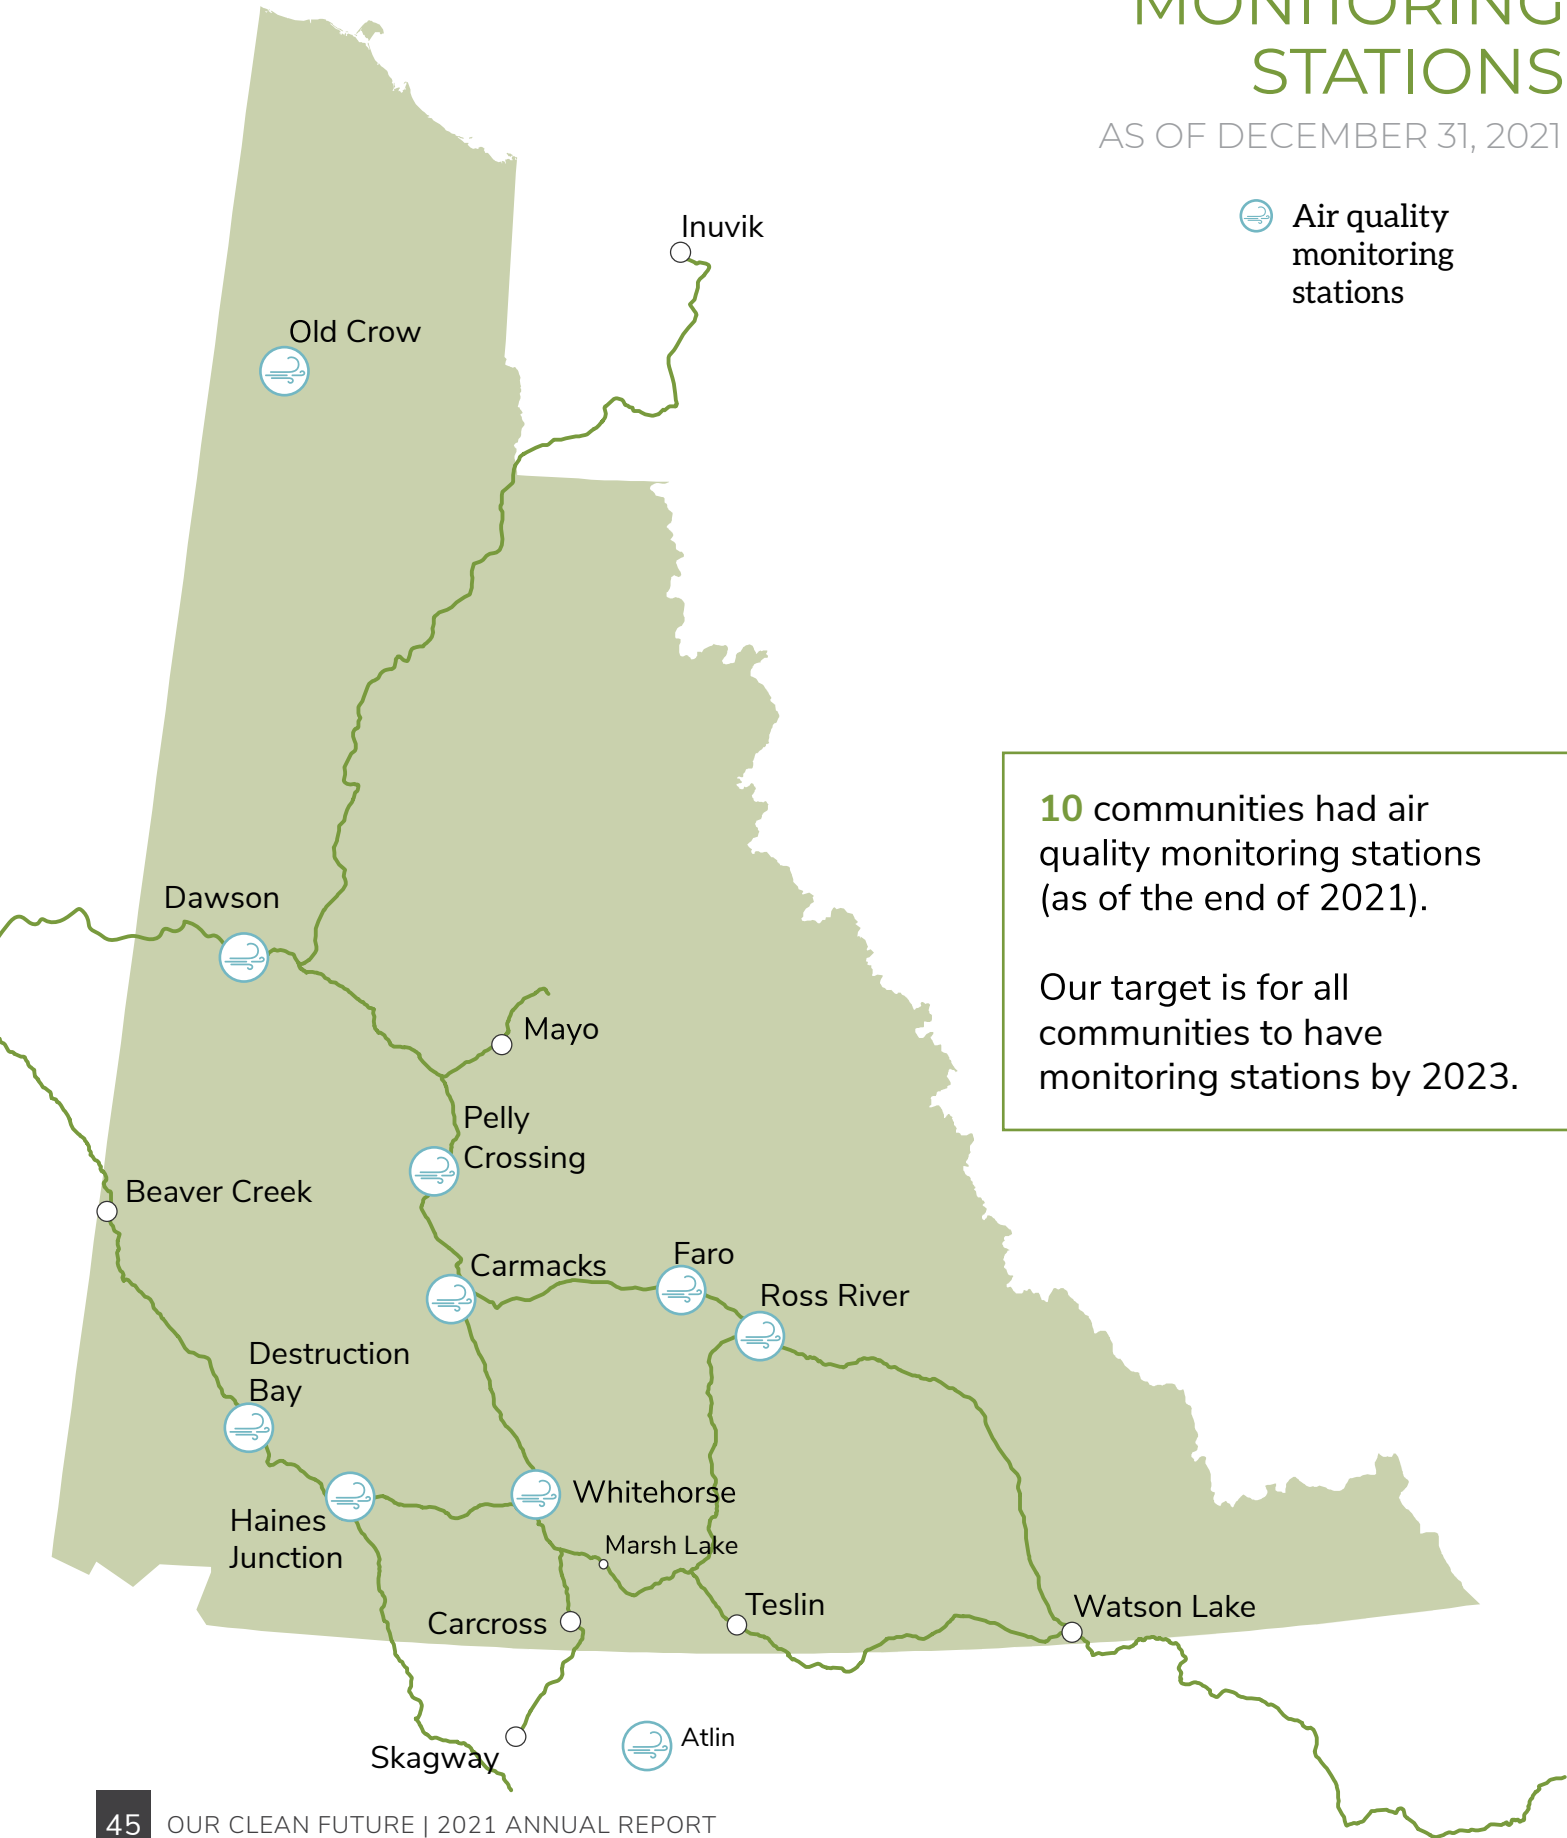 MONITORING
STATIONS
AS OF DECEMBER 31, 2021
Air quality
monitoring
stations
Inuvik
Old Crow
10 communities had air
quality monitoring stations
(as of the end of 2021).
Our target is for all
communities to have
monitoring stations by 2023.
Dawson
Mayo
Pelly
Crossing
Beaver Creek
Carmacks
Faro
Ross River
Destruction
Bay
Whitehorse
Haines
Junction
Marsh Lake
Teslin
Watson Lake
Carcross
Atlin
Skagway
45 OUR CLEAN FUTURE | 2021 ANNUAL REPORT